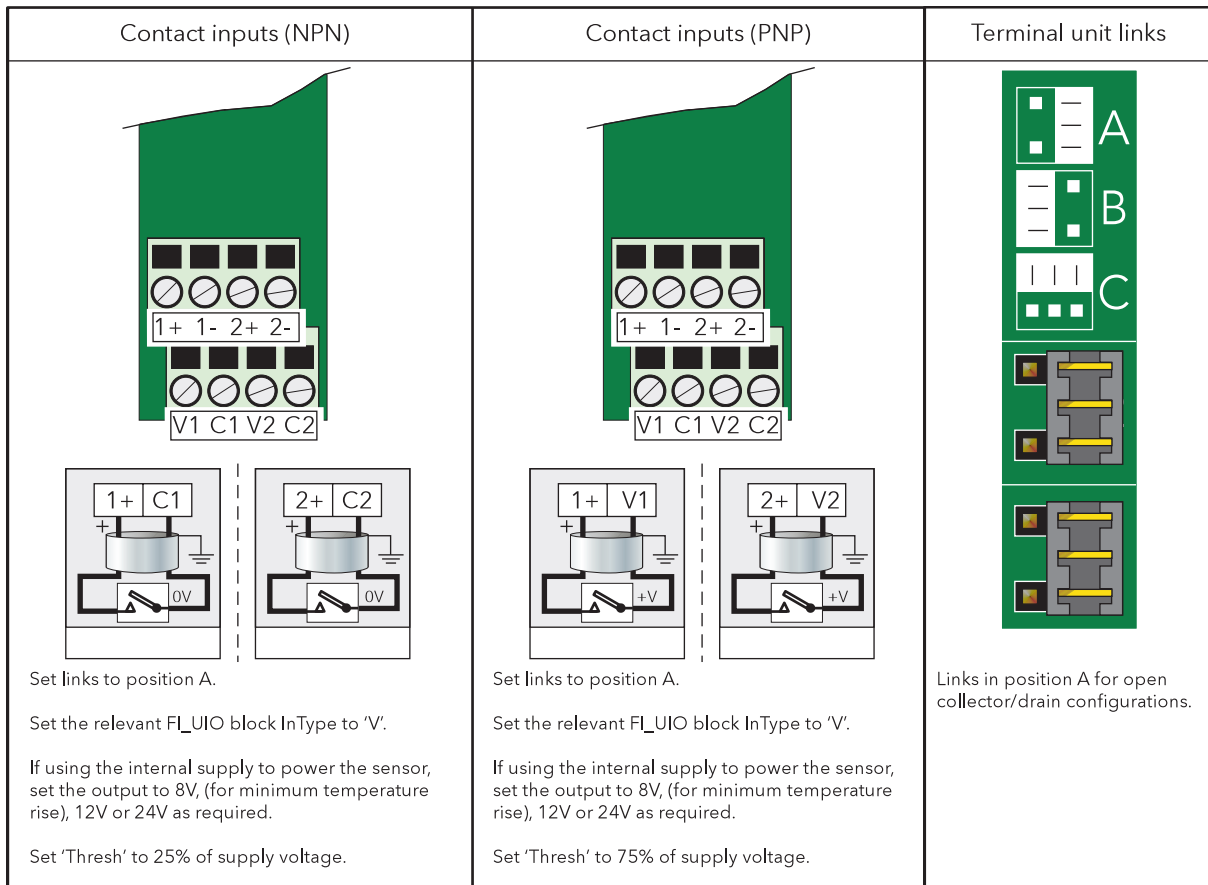 Contact inputs (NPN)
1+ 1- 2+ 2-
V1 C1 V2 C2
1+ C1
+
0V
2+ C2
+
0V
Set links to position A.
Set the relevant FI_UIO block InType to ‘V’.
If using the internal supply to power the sensor,
set the output to 8V, (for minimum temperature
rise), 12V or 24V as required.
Set ‘Thresh’ to 25% of supply voltage.
Contact inputs (PNP)
1+ 1- 2+ 2-
V1 C1 V2 C2
1+ V1
+
+V
2+ V2
+
+V
Set links to position A.
Set the relevant FI_UIO block InType to ‘V’.
If using the internal supply to power the sensor,
set the output to 8V, (for minimum temperature
rise), 12V or 24V as required.
Set ‘Thresh’ to 75% of supply voltage.
Terminal unit links
A
B
C
Links in position A for open
collector/drain configurations.